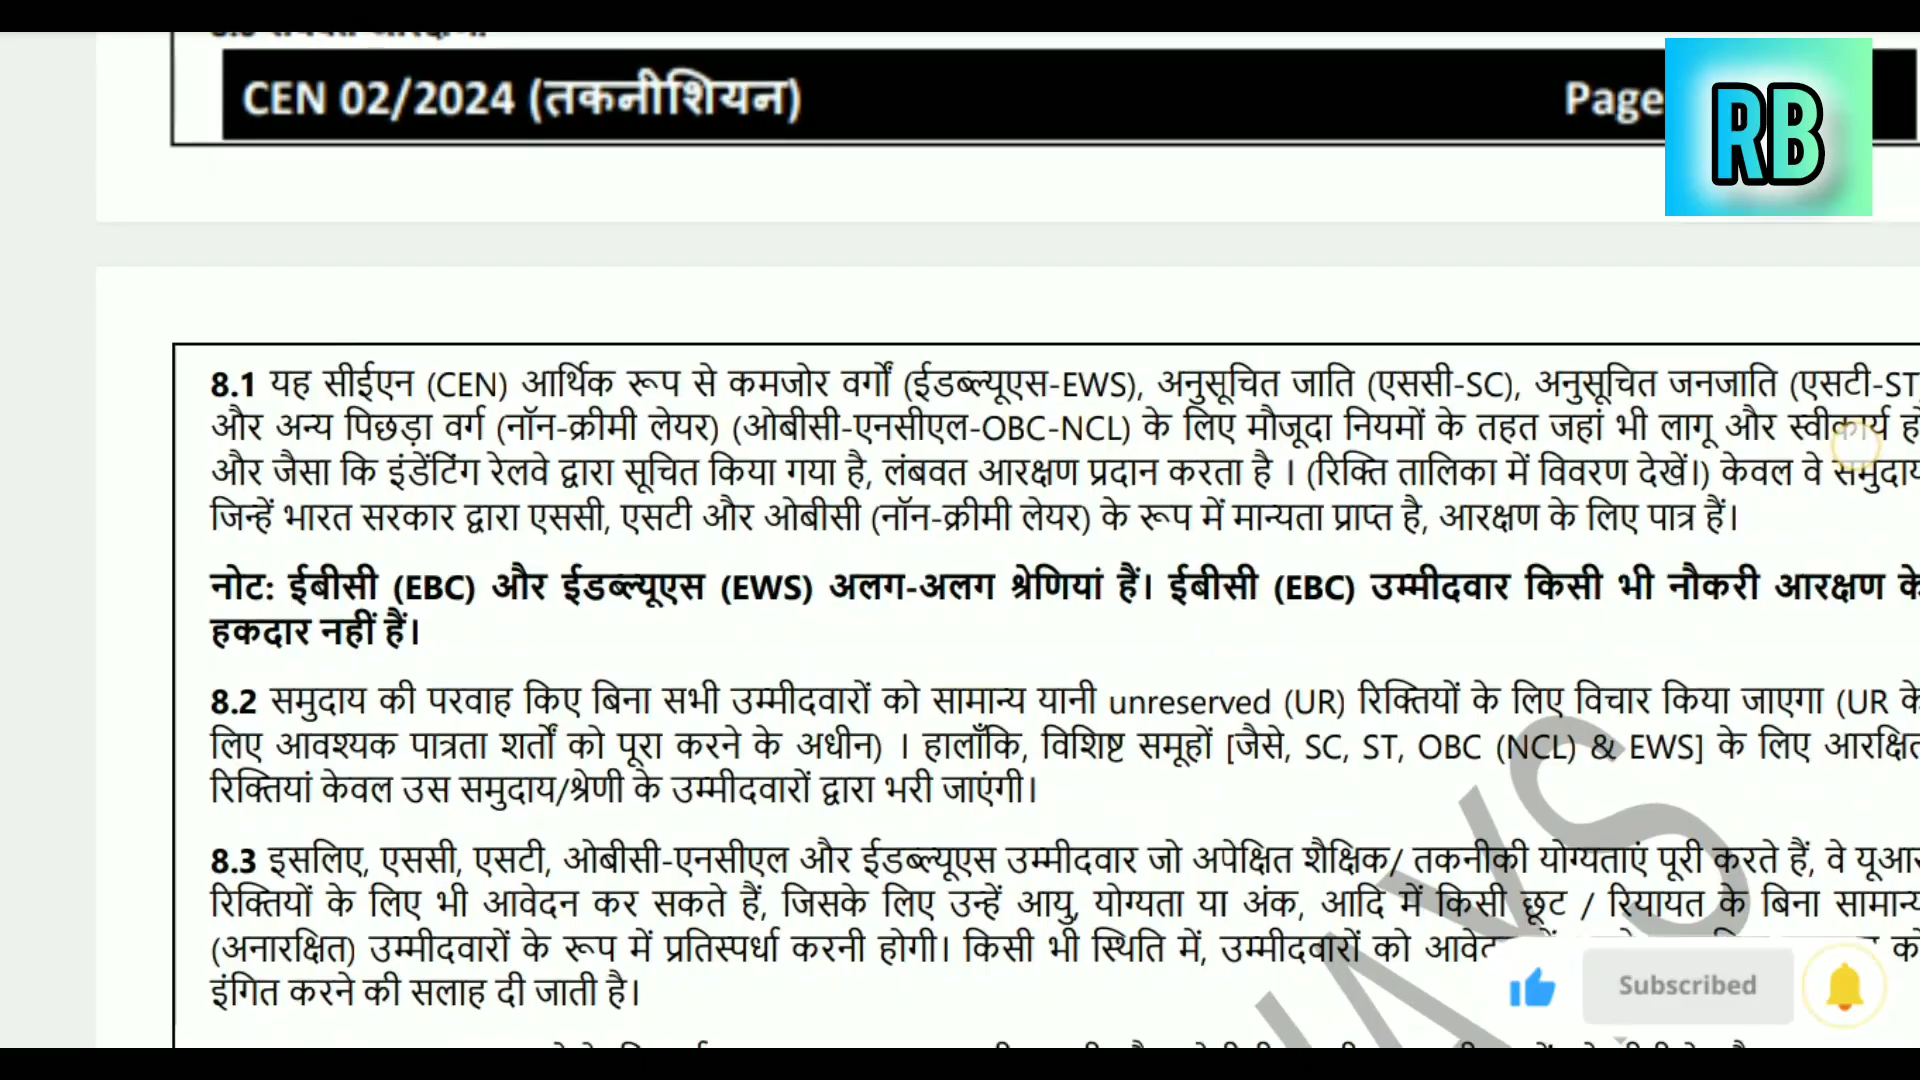 CEN 02/2024 (तकनीशियन) Page
RB
8.1 यह सीईएन (CEN) आर्थिक रूप से कमजोर वर्गों (ईडब्ल्यूएस-EWS), अनुसूचित जाति (एससी-SC), अनुसूचित जनजाति (एसटी-ST
और अन्य पिछड़ा वर्ग (नॉन-क्रीमी लेयर) (ओबीसी-एनसीएल-OBC-NCL) के लिए मौजूदा नियमों के तहत जहां भी लागू और स्वीकार्य हो
और जैसा कि इंडेंटिंग रेलवे द्वारा सूचित किया गया है, लंबवत आरक्षण प्रदान करता है । (रिक्ति तालिका में विवरण देखें।) केवल वे समुदाय
जिन्हें भारत सरकार द्वारा एससी, एसटी और ओबीसी (नॉन-क्रीमी लेयर) के रूप में मान्यता प्राप्त है, आरक्षण के लिए पात्र हैं।
नोट: ईबीसी (EBC) और ईडब्ल्यूएस (EWS) अलग-अलग श्रेणियां हैं। ईबीसी (EBC) उम्मीदवार किसी भी नौकरी आरक्षण के
हकदार नहीं हैं।
8.2 समुदाय की परवाह किए बिना सभी उम्मीदवारों को सामान्य यानी unreserved (UR) रिक्तियों के लिए विचार किया जाएगा (UR के
लिए आवश्यक पात्रता शर्तों को पूरा करने के अधीन) । हालाँकि, विशिष्ट समूहों [जैसे, SC, ST, OBC (NCL) & EWS] के लिए आरक्षित
रिक्तियां केवल उस समुदाय/श्रेणी के उम्मीदवारों द्वारा भरी जाएंगी।
8.3 इसलिए, एससी, एसटी, ओबीसी-एनसीएल और ईडब्ल्यूएस उम्मीदवार जो अपेक्षित शैक्षिक/ तकनीकी योग्यताएं पूरी करते हैं, वे यूआर
रिक्तियों के लिए भी आवेदन कर सकते हैं, जिसके लिए उन्हें आयु, योग्यता या अंक, आदि में किसी छूट / रियायत के बिना सामान्य
(अनारक्षित) उम्मीदवारों के रूप में प्रतिस्पर्धा करनी होगी। किसी भी स्थिति में, उम्मीदवारों को को
इंगित करने की सलाह दी जाती है।
Subscribed